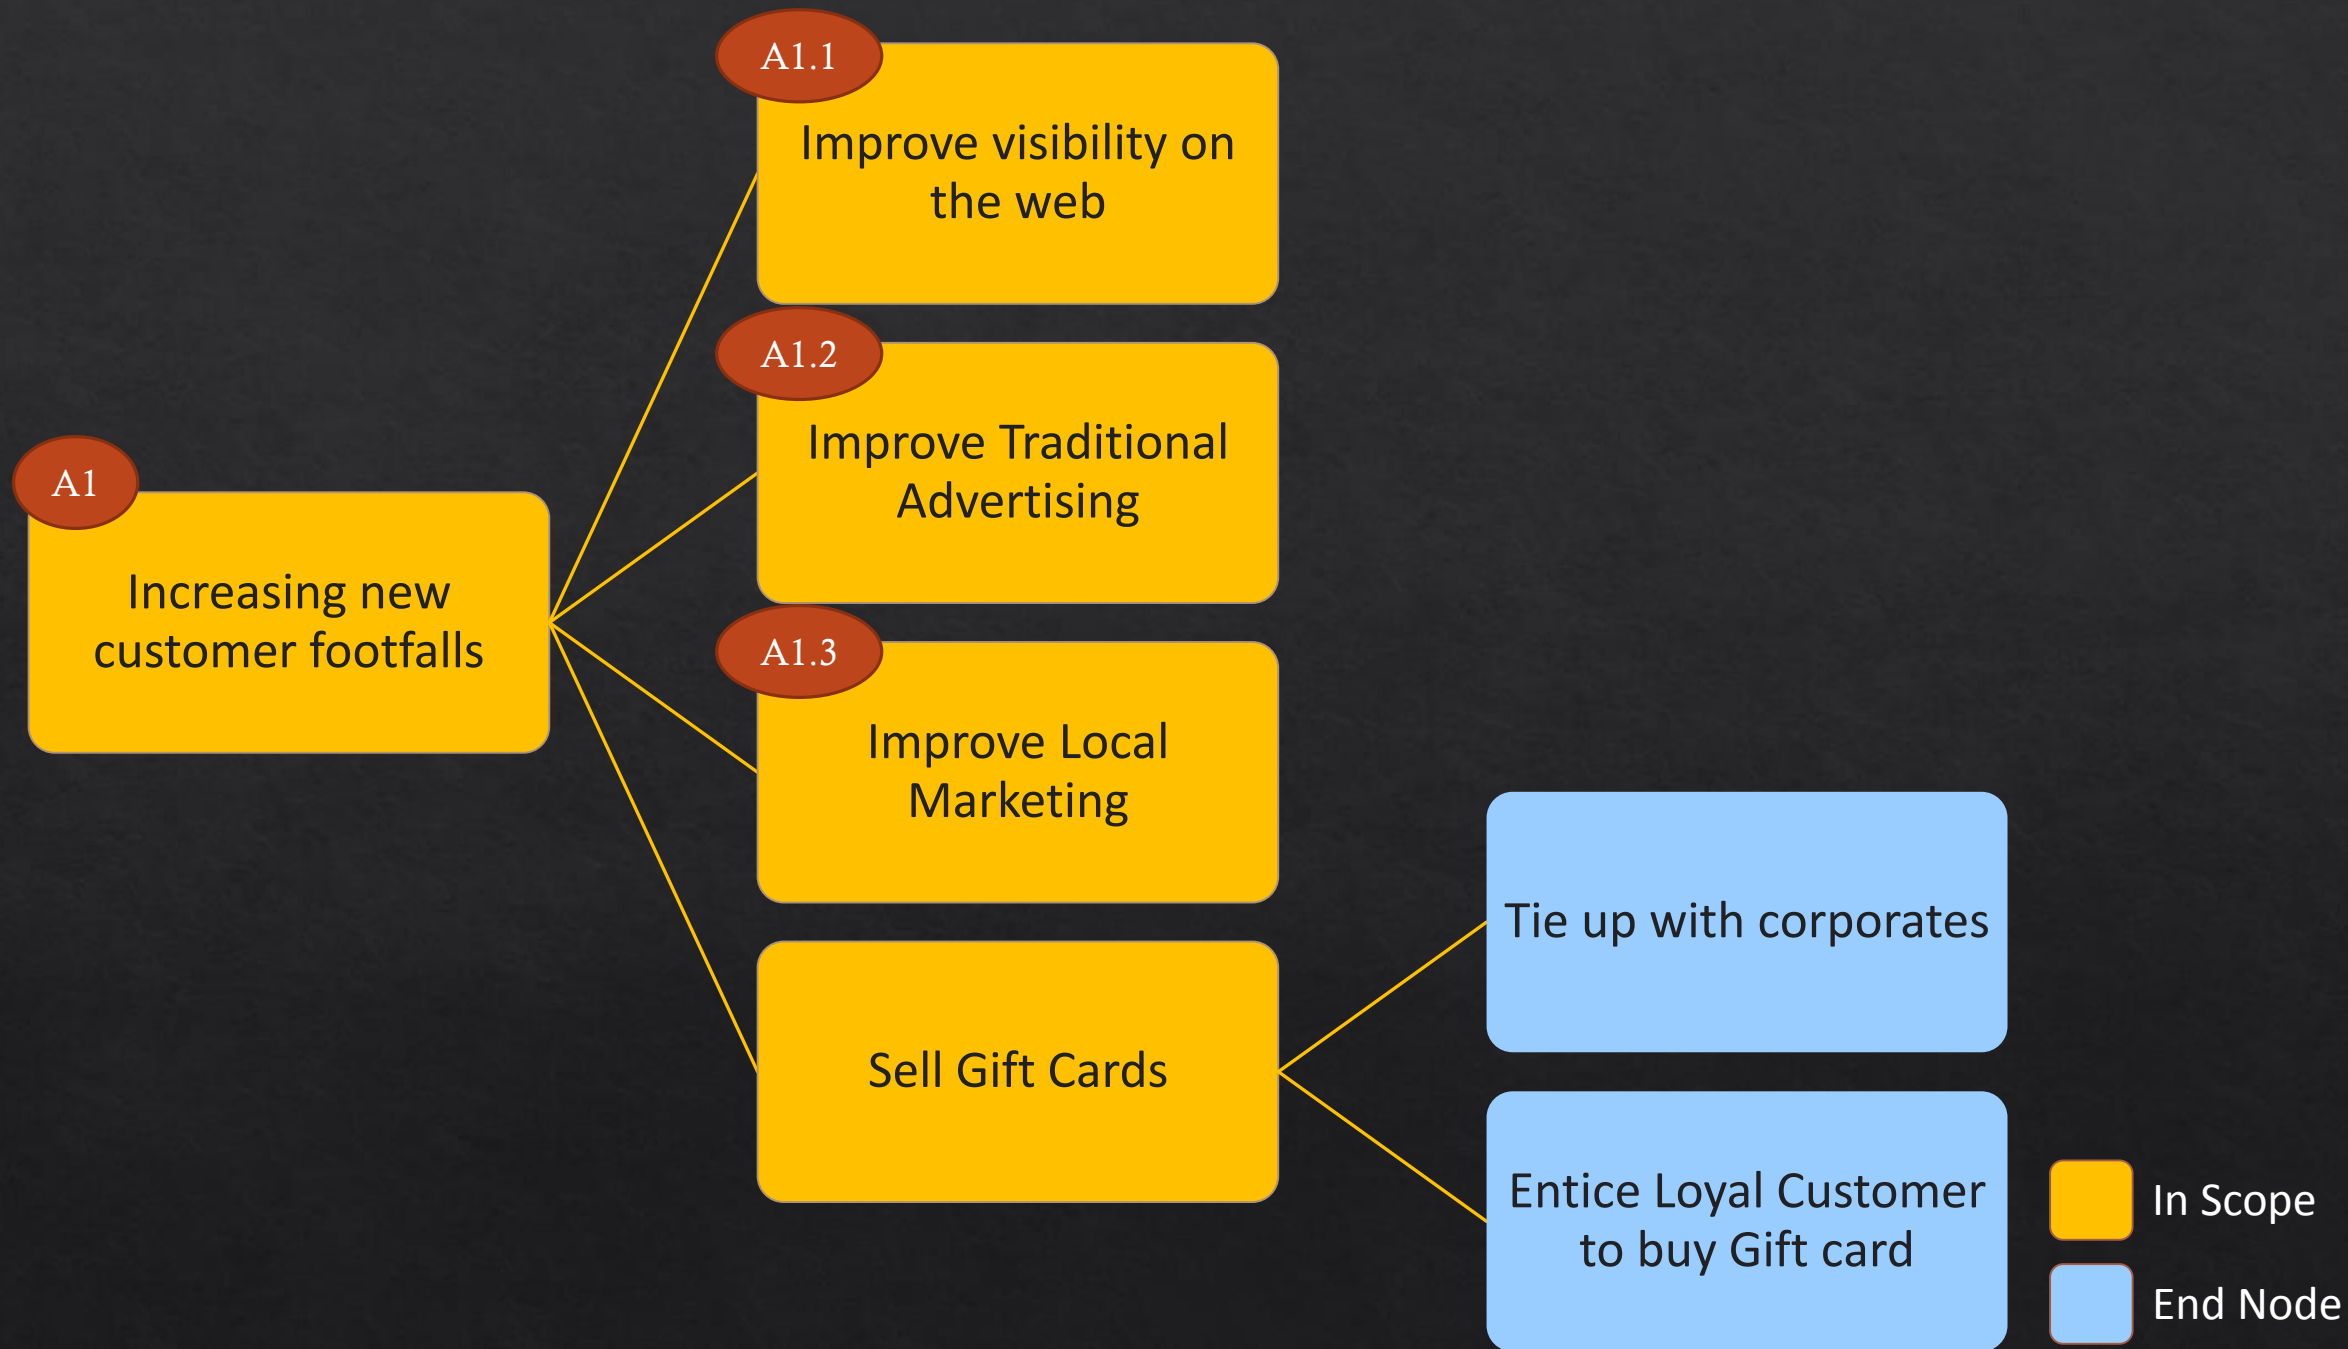 A1
Increasing new
customer footfalls
A1.1
Improve visibility on
the web
A1.2
Improve Traditional
Advertising
A1.3
Improve Local
Marketing
Sell Gift Cards
Tie up with corporates
Entice Loyal Customer
to buy Gift card
In Scope
End Node